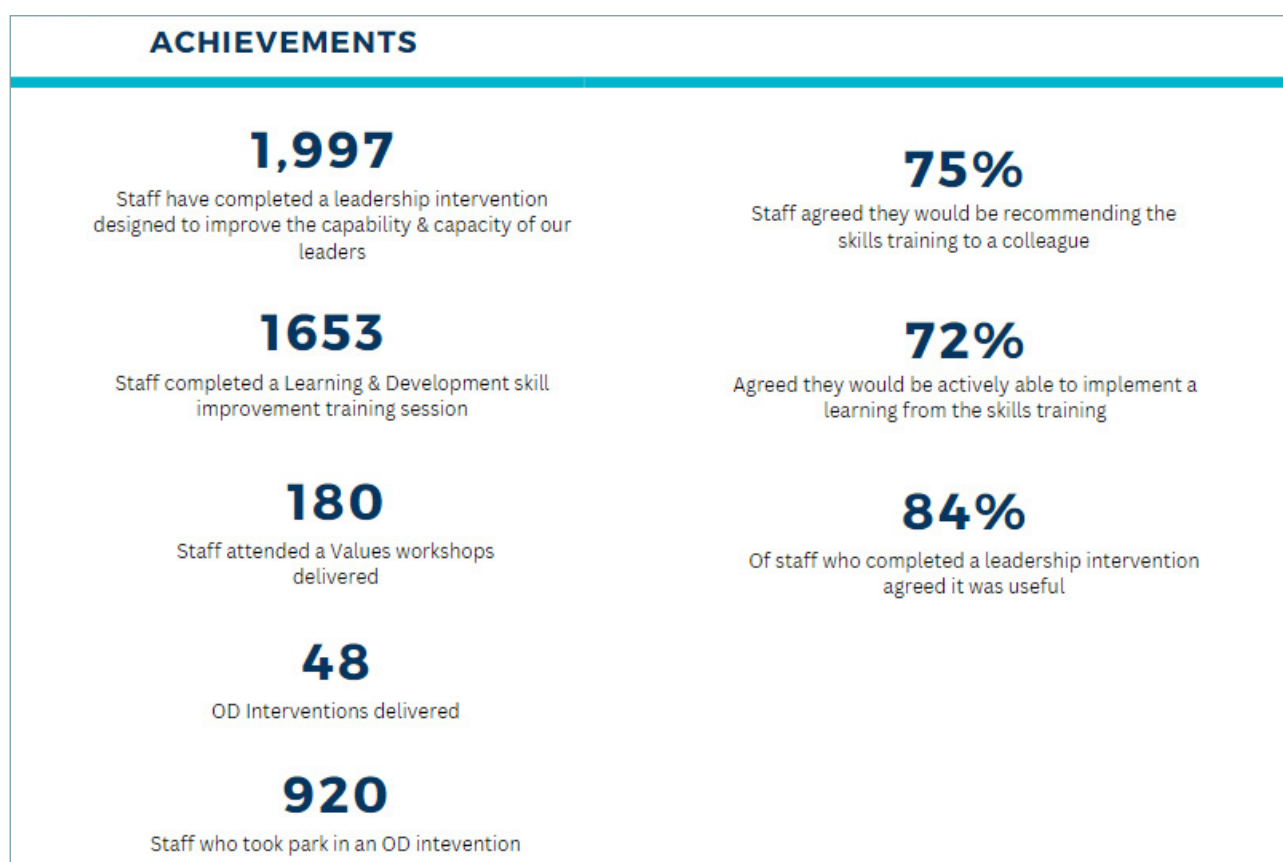 ACHIEVEMENTS
1,997
Staff have completed a leadership intervention
designed to improve the capability & capacity of our
leaders
1653
Staff completed a Learning & Development skill
improvement training session
180
Staff attended a Values workshops
delivered
48
OD Interventions delivered
920
Staff who took park in an OD intevention
75%
Staff agreed they would be recommending the
skills training to a colleague
72%
Agreed they would be actively able to implement a
learning from the skills training
84%
Of staff who completed a leadership intervention
agreed it was useful